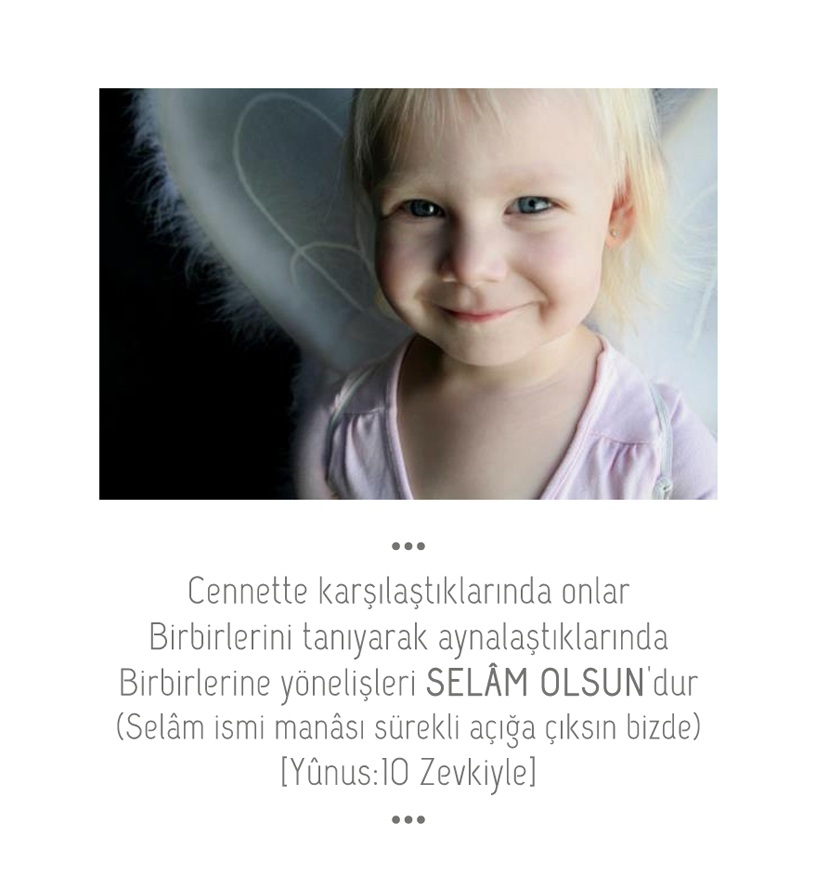 •••
Cennette karşılaştıklarında onlar
Birbirlerini tanıyarak aynalaştıklarında
Birbirlerine yönelişleri SELÂM OLSUN'dur
(Selâm ismi manâsı sürekli açığa çıksın bizde)
[Yûnus:10 Zevkiyle]
•••